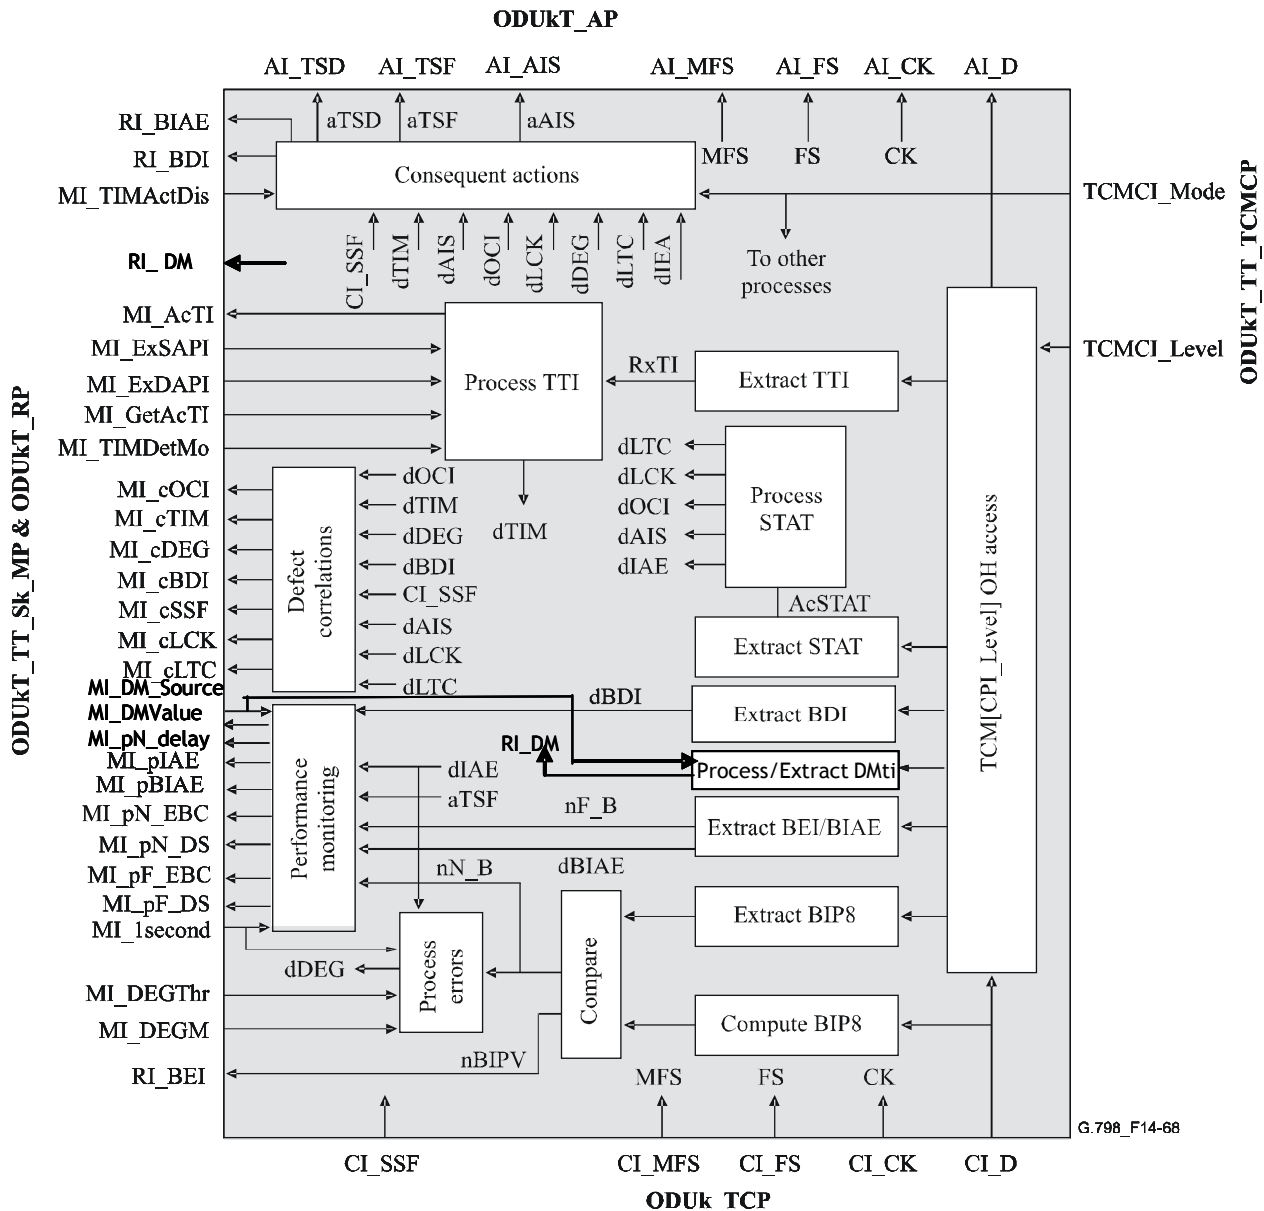 ODUkT_AP
AI_TSD AI_TSF AI_AIS AI_MFS AI_FS AI_CK AI_D
RI_BIAE
aTSD aTSF aAIS
RI_BDI
MFS FS CK
Consequent actions
MI_TIMActDis
TCMCI_Mode
CI_SSF
dTIM
dAIS
dOCI
dLCK
dDEG
dLTC
dIEA
RI_ DM
To other
processes
ODUkT_TT_TCMCP
MI_AcTI
MI_ExSAPI
TCMCI_Level
MI_ExDAPI
Process TTI
RxTI
Extract TTI
MI_GetAcTI
MI_TIMDetMo
dTIM
ODUkT_TT_Sk_MP & ODUkT_RP
MI_cOCI
MI_cTIM
MI_cDEG
MI_cBDI
MI_cSSF
MI_cLCK
MI_cLTC
Defect
correlations
dOCI
dTIM
dDEG
dBDI
CI_SSF
dAIS
dLCK
dLTC
dLTC
dLCK
dOCI
dAIS
dIAE
Process
STAT
AcSTAT
Extract STAT
TCM[CPI_Level] OH access
MI_DM_Source
MI_DMValue
MI_pN_delay
dBDI
Extract BDI
RI_DM
Process/Extract DMti
MI_pIAE
MI_pBIAE
MI_pN_EBC
MI_pN_DS
MI_pF_EBC
MI_pF_DS
MI_1second
Performance
monitoring
dIAE
aTSF
nF_B
Extract BEI/BIAE
dBIAE
nN_B
Extract BIP8
dDEG
Process
errors
Compare
MI_DEGThr
MI_DEGM
Compute BIP8
nBIPV
RI_BEI
MFS FS CK
G.798_F14-68
CI_SSF CI_MFS CI_FS CI_CK CI_D
ODUk_TCP